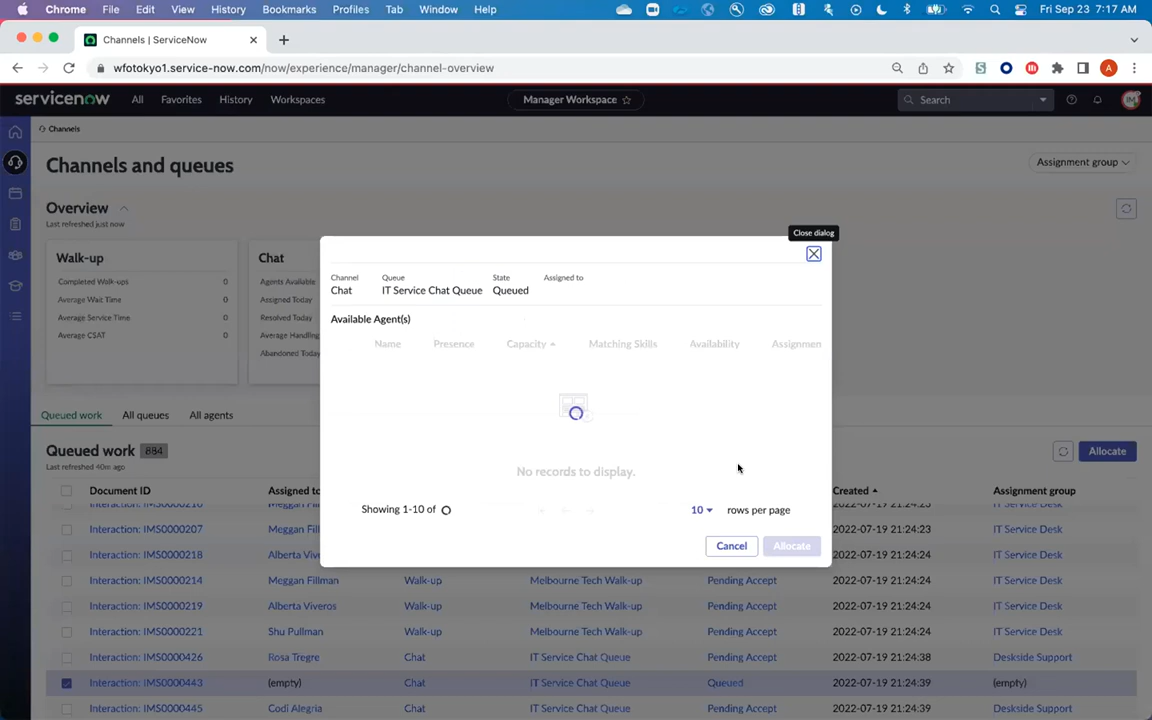 Chrome File Edit View History Bookmarks Profiles Tab Window Help Fri Sep 23 7:17 AM
Channels | ServiceNow
wfotokyo1.service-now.com/now/experience/manager/channel-overview
servicenow All Favorites History Workspaces Manager Workspace Search IM
Channels
Channels and queues Assignment group
Overview
Last refreshed just now
Close dialog
Walk-up
Completed Walk-ups 0
Average Wait Time 0
Average Service Time 0
Average CSAT 0
Chat
Agents Available
Assigned Today
Resolved Today
Average Handling
Abandoned Today
Channel Queue State Assigned to
Chat IT Service Chat Queue Queued
Available Agent(s)
Name Presence Capacity Matching Skills Availability Assignmen
No records to display.
Showing 1-10 of 10 rows per page
Cancel Allocate
Queued work All queues All agents
Queued work 884 Allocate
Last refreshed 40m ago
Document ID Assigned to Created Assignment group
Interaction: IMS0000207 Meggan Fillm 2022-07-19 21:24:23 IT Service Desk
Interaction: IMS0000218 Alberta Vive 2022-07-19 21:24:24 IT Service Desk
Interaction: IMS0000214 Meggan Fillman Walk-up Melbourne Tech Walk-up Pending Accept 2022-07-19 21:24:24 IT Service Desk
Interaction: IMS0000219 Alberta Viveros Walk-up Melbourne Tech Walk-up Pending Accept 2022-07-19 21:24:24 IT Service Desk
Interaction: IMS0000221 Shu Pullman Walk-up Melbourne Tech Walk-up Pending Accept 2022-07-19 21:24:24 IT Service Desk
Interaction: IMS0000426 Rosa Tregre Chat IT Service Chat Queue Pending Accept 2022-07-19 21:24:38 Deskside Support
Interaction: IMS0000443 (empty) Chat IT Service Chat Queue Queued 2022-07-19 21:24:39 (empty)
Interaction: IMS0000445 Codi Alegria Chat IT Service Chat Queue Pending Accept 2022-07-19 21:24:39 Deskside Support